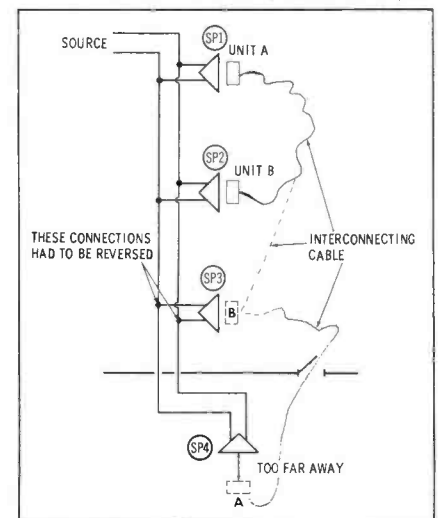 SP1
SOURCE
UNIT A
SP2
UNIT B
THESE CONNECTIONS
HAD TO BE REVERSED
INTERCONNECTING
CABLE
SP3
B
SP4
TOO FAR AWAY
A